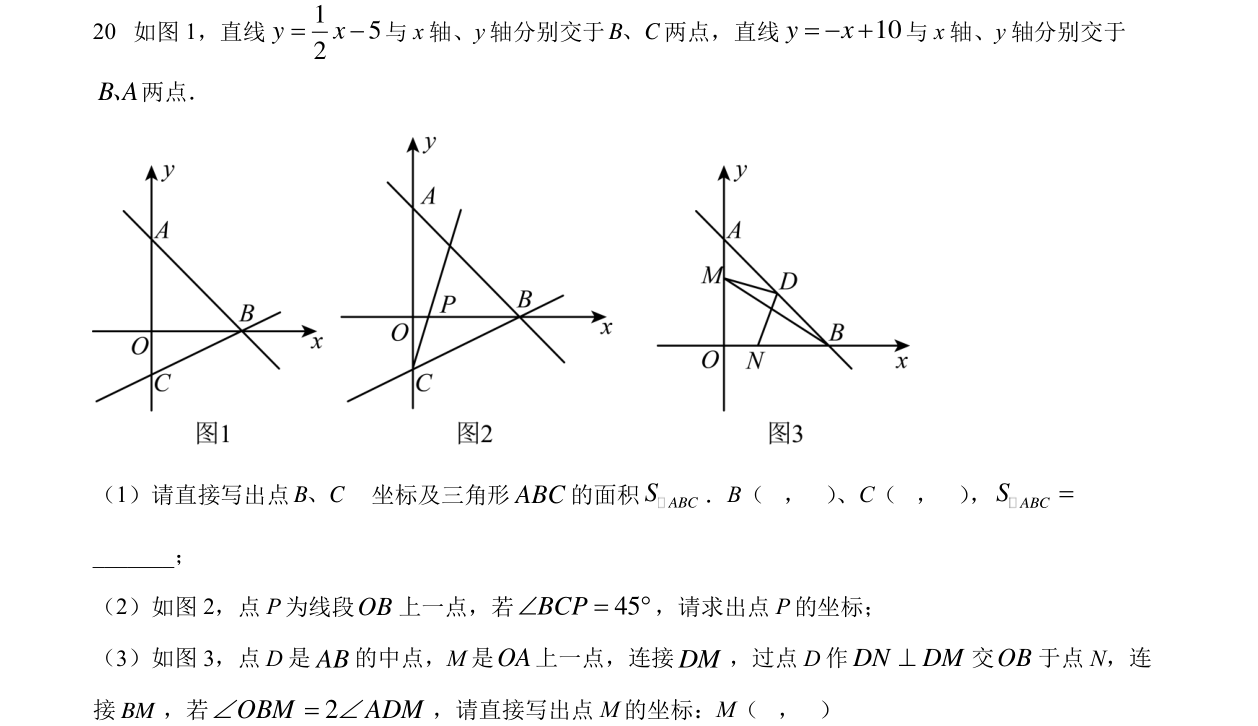 20 如图 1，直线 y = 1/2 x − 5 与 x 轴、y 轴分别交于 B、C 两点，直线 y = −x + 10 与 x 轴、y 轴分别交于
B、A 两点．
y
A
B
O
x
C
图1
y
A
P
B
O
x
C
图2
y
A
M
D
B
O
N
x
图3
（1）请直接写出点 B、C 坐标及三角形 ABC 的面积 S□ABC．B（ ， ）、C（ ， ），S□ABC =
_______；
（2）如图 2，点 P 为线段 OB 上一点，若 ∠BCP = 45°，请求出点 P 的坐标；
（3）如图 3，点 D 是 AB 的中点，M 是 OA 上一点，连接 DM，过点 D 作 DN ⊥ DM 交 OB 于点 N，连
接 BM，若 ∠OBM = 2∠ADM，请直接写出点 M 的坐标：M（ ， ）